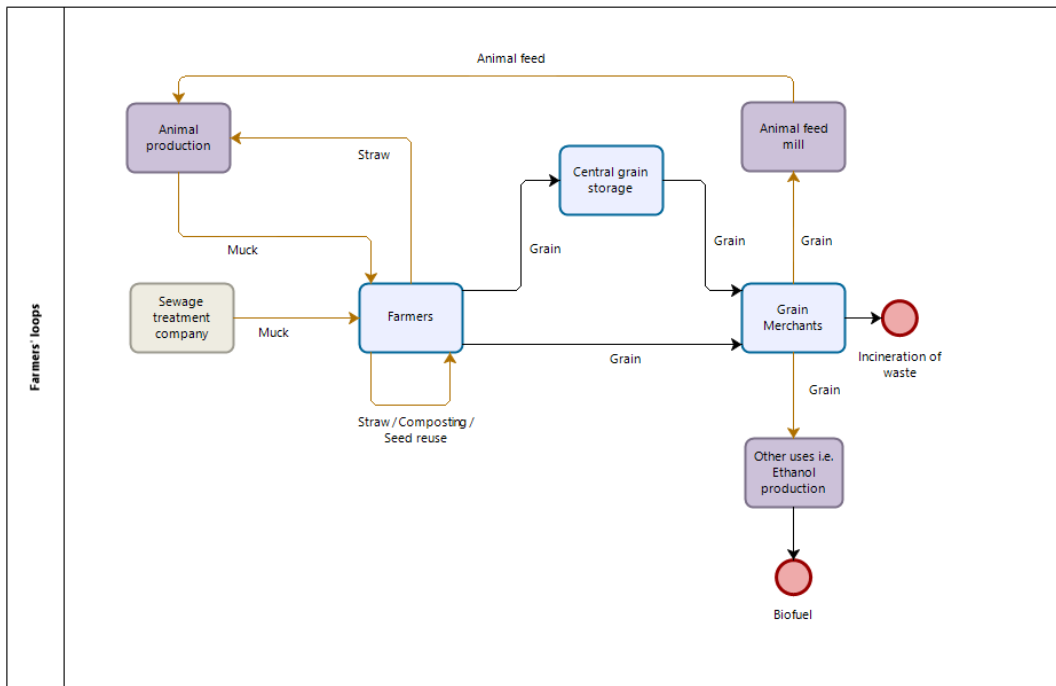 Farmers' loops
Animal feed
Animal
production
Straw
Animal feed
mill
Central grain
storage
Muck
Grain
Grain
Grain
Sewage
treatment
company
Muck
Farmers
Grain
Grain
Merchants
Incineration of
waste
Grain
Straw / Composting /
Seed reuse
Other uses i.e.
Ethanol
production
Biofuel